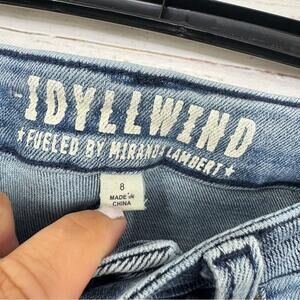 IDYLLWIND
★FUELED BY MIRANDA LAMBERT★
8
MADE IN
CHINA